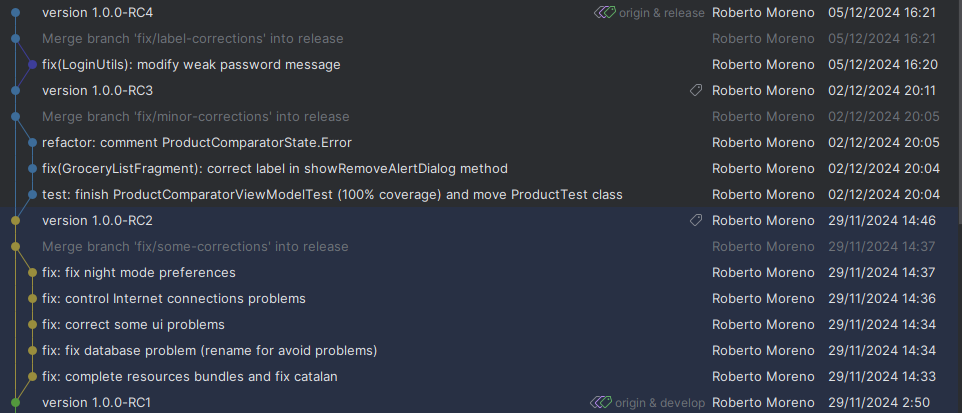 version 1.0.0-RC4 origin & release Roberto Moreno 05/12/2024 16:21
Merge branch 'fix/label-corrections' into release Roberto Moreno 05/12/2024 16:21
fix(LoginUtils): modify weak password message Roberto Moreno 05/12/2024 16:20
version 1.0.0-RC3 Roberto Moreno 02/12/2024 20:11
Merge branch 'fix/minor-corrections' into release Roberto Moreno 02/12/2024 20:05
refactor: comment ProductComparatorState.Error Roberto Moreno 02/12/2024 20:05
fix(GroceryListFragment): correct label in showRemoveAlertDialog method Roberto Moreno 02/12/2024 20:04
test: finish ProductComparatorViewModelTest (100% coverage) and move ProductTest class Roberto Moreno 02/12/2024 20:04
version 1.0.0-RC2 Roberto Moreno 29/11/2024 14:46
Merge branch 'fix/some-corrections' into release Roberto Moreno 29/11/2024 14:37
fix: fix night mode preferences Roberto Moreno 29/11/2024 14:37
fix: control Internet connections problems Roberto Moreno 29/11/2024 14:36
fix: correct some ui problems Roberto Moreno 29/11/2024 14:34
fix: fix database problem (rename for avoid problems) Roberto Moreno 29/11/2024 14:34
fix: complete resources bundles and fix catalan Roberto Moreno 29/11/2024 14:33
version 1.0.0-RC1 origin & develop Roberto Moreno 29/11/2024 2:50